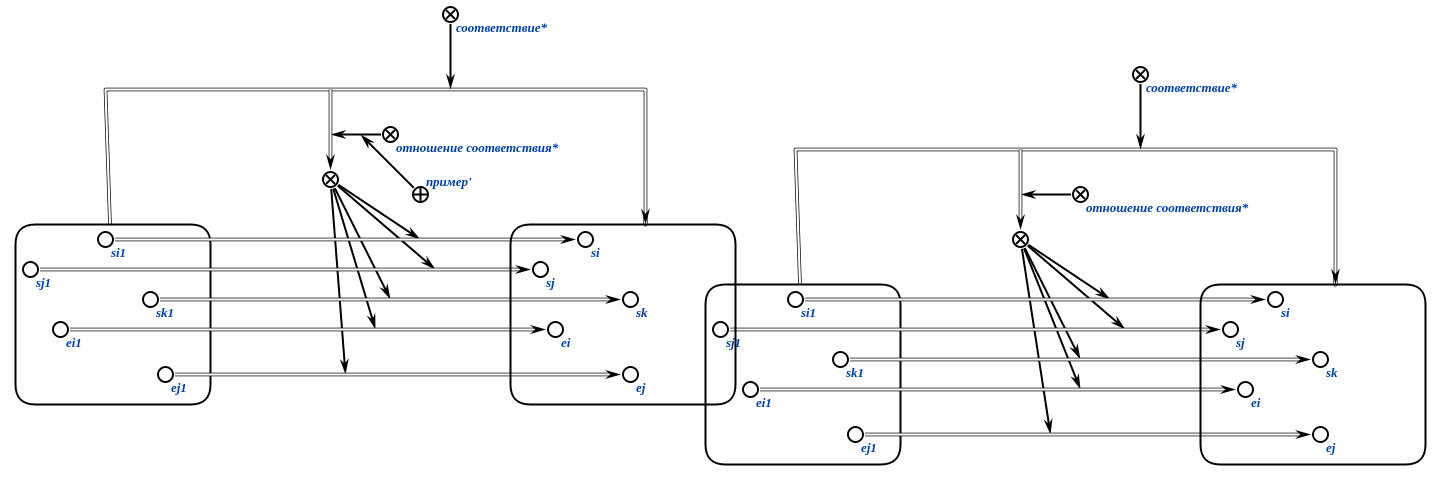 соответствие*
отношение соответствия*
пример'
si1
sj1
sk1
ei1
ej1
si
sj
sk
ei
ej
соответствие*
отношение соответствия*
si1
sj1
sk1
ei1
ej1
si
sj
sk
ei
ej